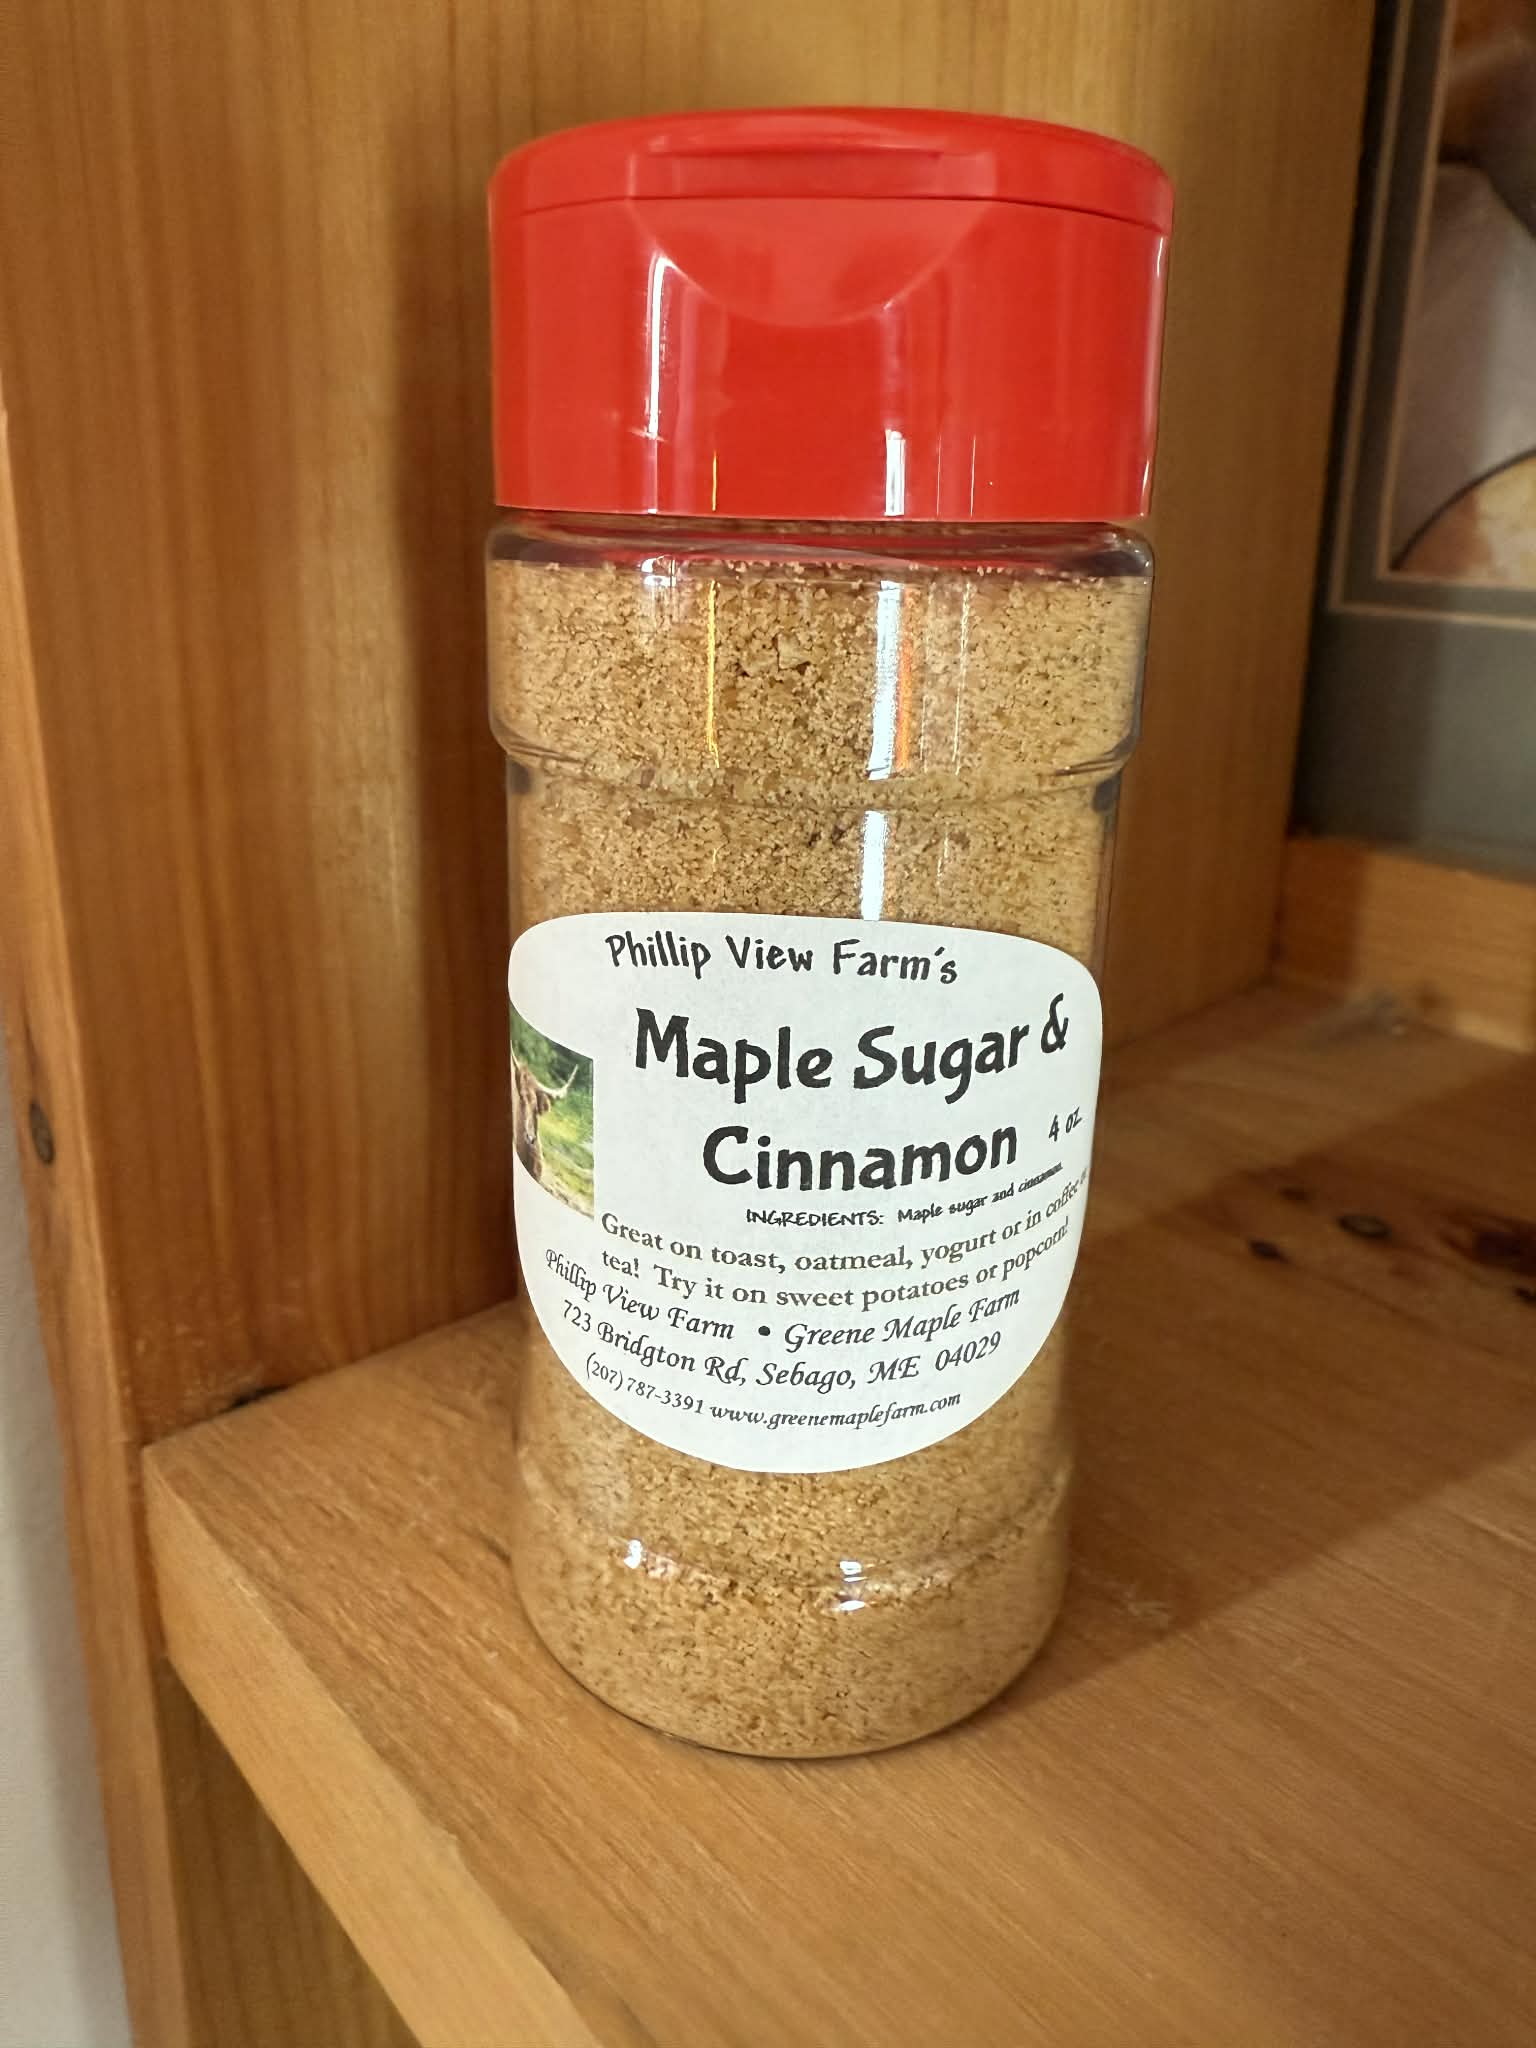 Phillip View Farm's
Maple Sugar &
Cinnamon 4 oz
INGREDIENTS: Maple sugar and cinnamon.
Great on toast, oatmeal, yogurt or in coffee or
tea! Try it on sweet potatoes or popcorn!
Phillip View Farm • Greene Maple Farm
723 Bridgton Rd, Sebago, ME 04029
(207) 787-3391 www.greenemaplefarm.com